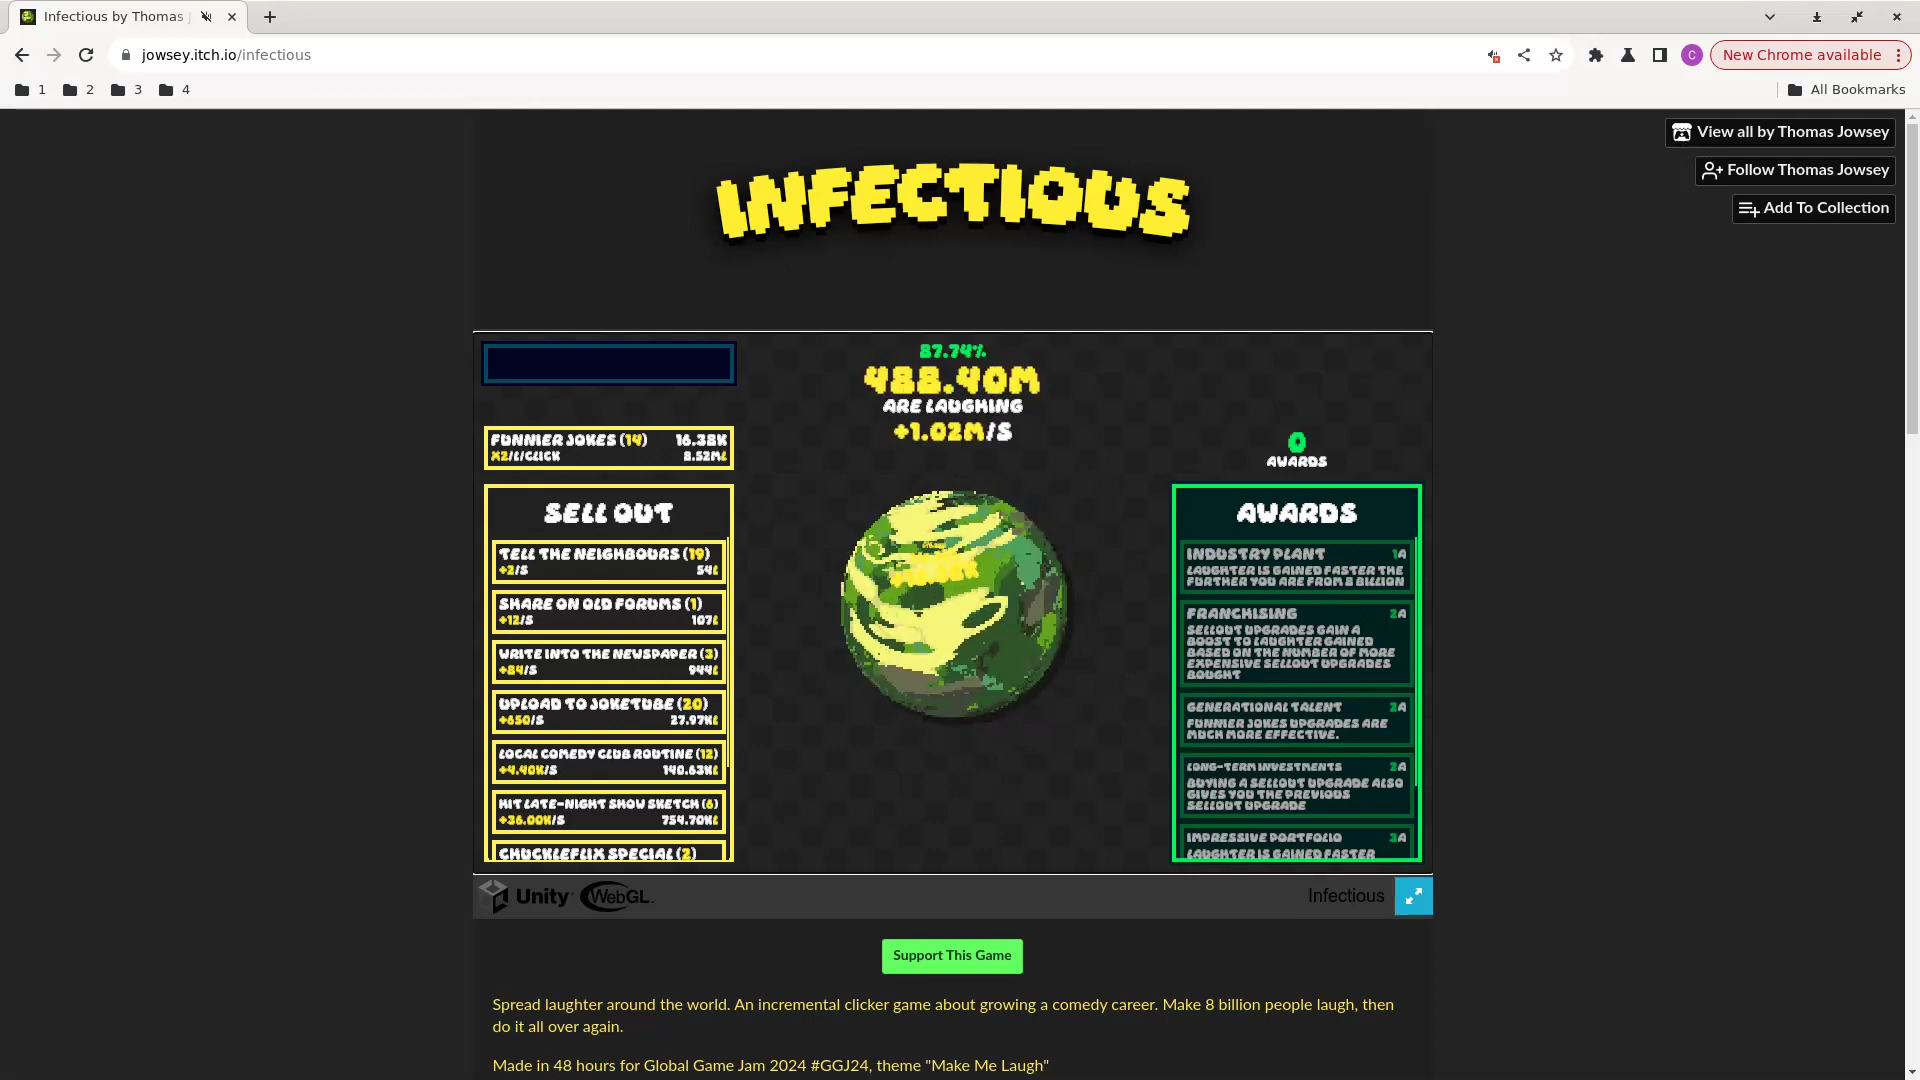 Infectious by Thomas J
jowsey.itch.io/infectious
C
New Chrome available
1
2
3
4
All Bookmarks
View all by Thomas Jowsey
Follow Thomas Jowsey
Add To Collection
INFECTIOUS
87.74%
488.40M
ARE LAUGHING
+1.02M/S
FUNNIER JOKES (14) 16.38K
X2/L/CLICK 8.52ML
SELL OUT
TELL THE NEIGHBOURS (19)
+2/S 54L
SHARE ON OLD FORUMS (1)
+12/S 107L
WRITE INTO THE NEWSPAPER (3)
+84/S 944L
UPLOAD TO JOKETUBE (20)
+650/S 27.97KL
LOCAL COMEDY CLUB ROUTINE (12)
+4.40K/S 140.63KL
HIT LATE-NIGHT SHOW SKETCH (6)
+36.00K/S 754.70KL
CHUCKLEFLIX SPECIAL (2)
0
AWARDS
AWARDS
INDUSTRY PLANT 1A
LAUGHTER IS GAINED FASTER THE
FURTHER YOU ARE FROM 8 BILLION
FRANCHISING 2A
SELLOUT UPGRADES GAIN A
BOOST TO LAUGHTER GAINED
BASED ON THE NUMBER OF MORE
EXPENSIVE SELLOUT UPGRADES
BOUGHT
GENERATIONAL TALENT 2A
FUNNIER JOKES UPGRADES ARE
MUCH MORE EFFECTIVE.
LONG-TERM INVESTMENTS 2A
BUYING A SELLOUT UPGRADE ALSO
GIVES YOU THE PREVIOUS
SELLOUT UPGRADE
IMPRESSIVE PORTFOLIO 3A
LAUGHTER IS GAINED FASTER
Unity WebGL
Infectious
Support This Game
Spread laughter around the world. An incremental clicker game about growing a comedy career. Make 8 billion people laugh, then
do it all over again.
Made in 48 hours for Global Game Jam 2024 #GGJ24, theme "Make Me Laugh"